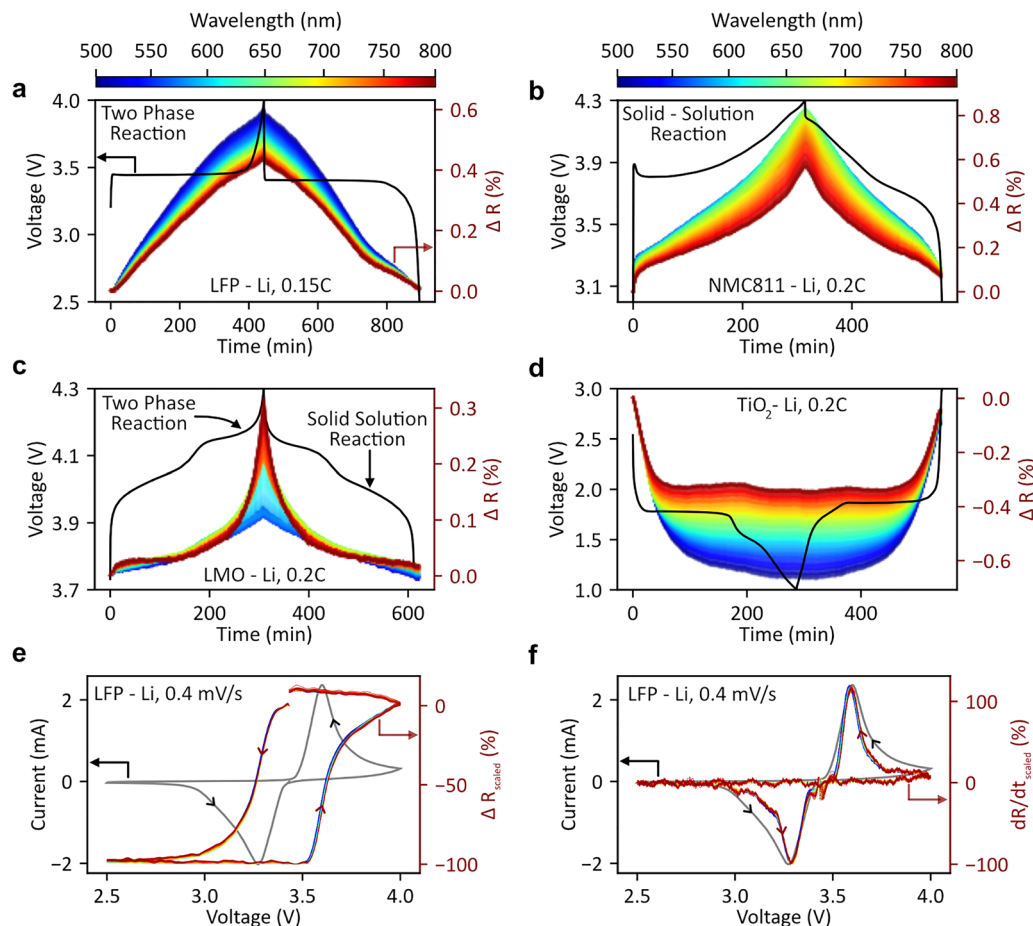 Wavelength (nm)
500 550 600 650 700 750 800
Wavelength (nm)
500 550 600 650 700 750 800
a
4.0
3.5
3.0
2.5
Voltage (V)
Two Phase
Reaction
LFP - Li, 0.15C
0.6
0.4
0.2
0.0
Δ R (%)
0 200 400 600 800
Time (min)
b
4.3
3.9
3.5
3.1
Voltage (V)
Solid - Solution
Reaction
NMC811 - Li, 0.2C
0.8
0.6
0.4
0.2
0.0
Δ R (%)
0 200 400
Time (min)
c
4.3
4.1
3.9
3.7
Voltage (V)
Two Phase
Reaction
Solid Solution
Reaction
LMO - Li, 0.2C
0.3
0.2
0.1
0.0
Δ R (%)
0 200 400 600
Time (min)
d
3.0
2.5
2.0
1.5
1.0
Voltage (V)
TiO₂- Li, 0.2C
0.0
−0.2
−0.4
−0.6
Δ R (%)
0 200 400
Time (min)
e
2
0
−2
Current (mA)
LFP - Li, 0.4 mV/s
0
−50
−100
Δ Rscaled (%)
2.5 3.0 3.5 4.0
Voltage (V)
f
2
0
−2
Current (mA)
LFP - Li, 0.4 mV/s
100
50
0
−50
−100
dR/dtscaled (%)
2.5 3.0 3.5 4.0
Voltage (V)